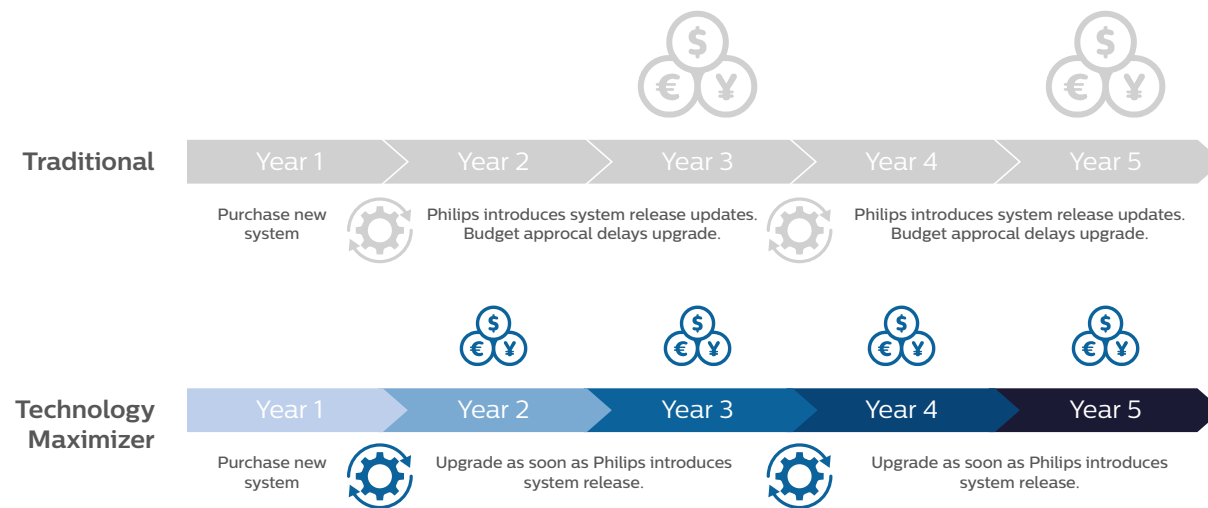 $
$
€ ¥
€ ¥
Traditional
Year 1
Year 2
Year 3
Year 4
Year 5
Purchase new
system
Philips introduces system release updates.
Budget approcal delays upgrade.
Philips introduces system release updates.
Budget approcal delays upgrade.
$
$
$
$
€ ¥
€ ¥
€ ¥
€ ¥
Technology
Maximizer
Year 1
Year 2
Year 3
Year 4
Year 5
Purchase new
system
Upgrade as soon as Philips introduces
system release.
Upgrade as soon as Philips introduces
system release.